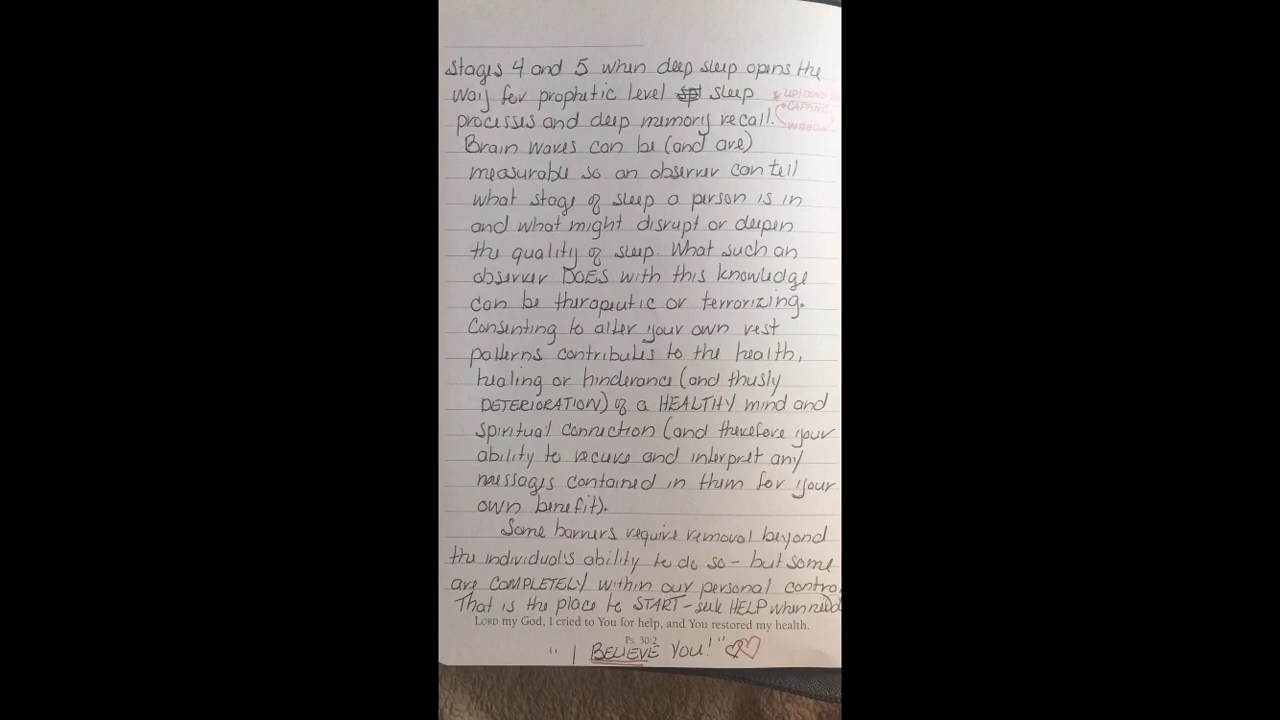 stages 4 and 5 when deep sleep opens the
way for prophetic level sleep
* UP/DOWN
CAFFEINE
processes and deep memory recall.
Brain waves can be (and are)
measurable so an observer can tell
what stage of sleep a person is in
and what might disrupt or deepen
the quality of sleep. What such an
observer DOES with this knowledge
can be therapeutic or terrorizing.
Consenting to alter your own rest
patterns contributes to the health,
healing or hinderance (and thusly
DETERIORATION) of a HEALTHY mind and
spiritual connection (and therefore your
ability to recieve and interpret any
messages contained in them for your
own benefit).
Some barriers require removal beyond
the individual's ability to do so - but some
are COMPLETELY within our personal control
That is the place to START - seek HELP when need
LORD my God, I cried to You for help, and You restored my health.
Ps. 30:2
" I BELIEVE YOU! "